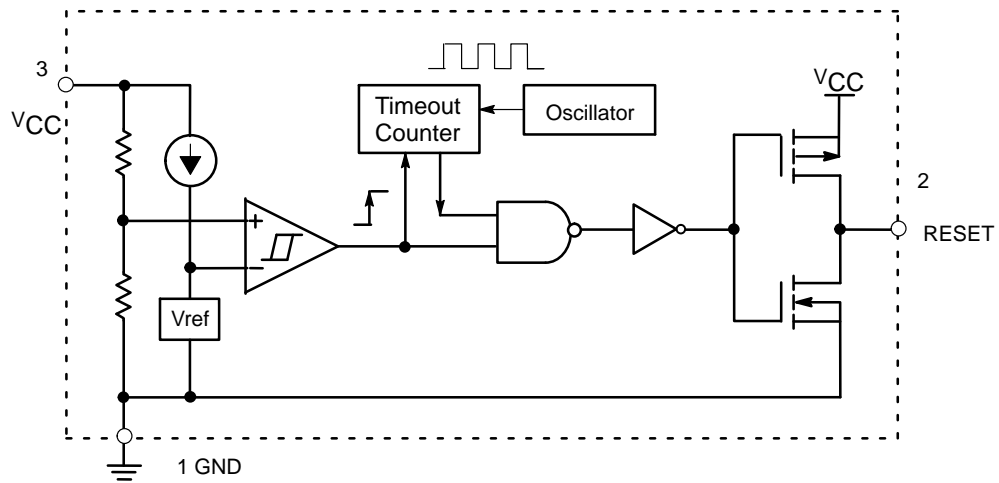 3
VCC
Timeout
Counter
Oscillator
VCC
2
RESET
+
−
Vref
1 GND